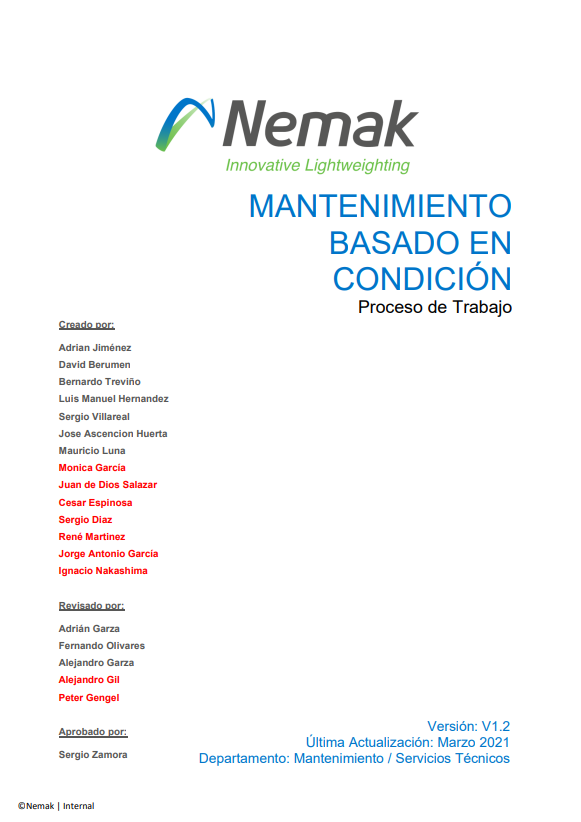 Nemak
Innovative Lightweighting
MANTENIMIENTO
BASADO EN
CONDICIÓN
Proceso de Trabajo
Creado por:
Adrian Jiménez
David Berumen
Bernardo Treviño
Luis Manuel Hernandez
Sergio Villareal
Jose Ascencion Huerta
Mauricio Luna
Monica García
Juan de Dios Salazar
Cesar Espinosa
Sergio Diaz
René Martinez
Jorge Antonio García
Ignacio Nakashima
Revisado por:
Adrián Garza
Fernando Olivares
Alejandro Garza
Alejandro Gil
Peter Gengel
Aprobado por:
Sergio Zamora
Versión: V1.2
Última Actualización: Marzo 2021
Departamento: Mantenimiento / Servicios Técnicos
©Nemak | Internal